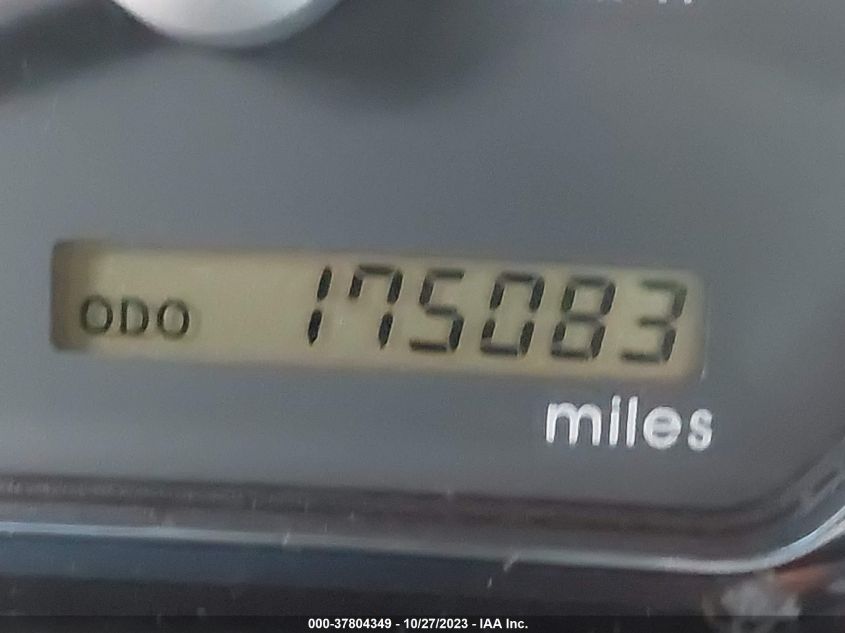 ODO 175083
miles
000-37804349 - 10/27/2023 - IAA Inc.